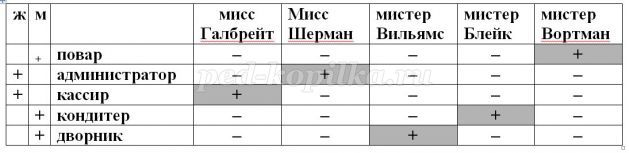 ж м мисс Галбрейт Мисс Шерман мистер Вильямс мистер Блейк мистер Вортман
+ повар – – – – +
+ администратор – + – – –
+ кассир + – – – –
+ кондитер – – – + –
+ дворник – – + – –
ped-kopilka.ru